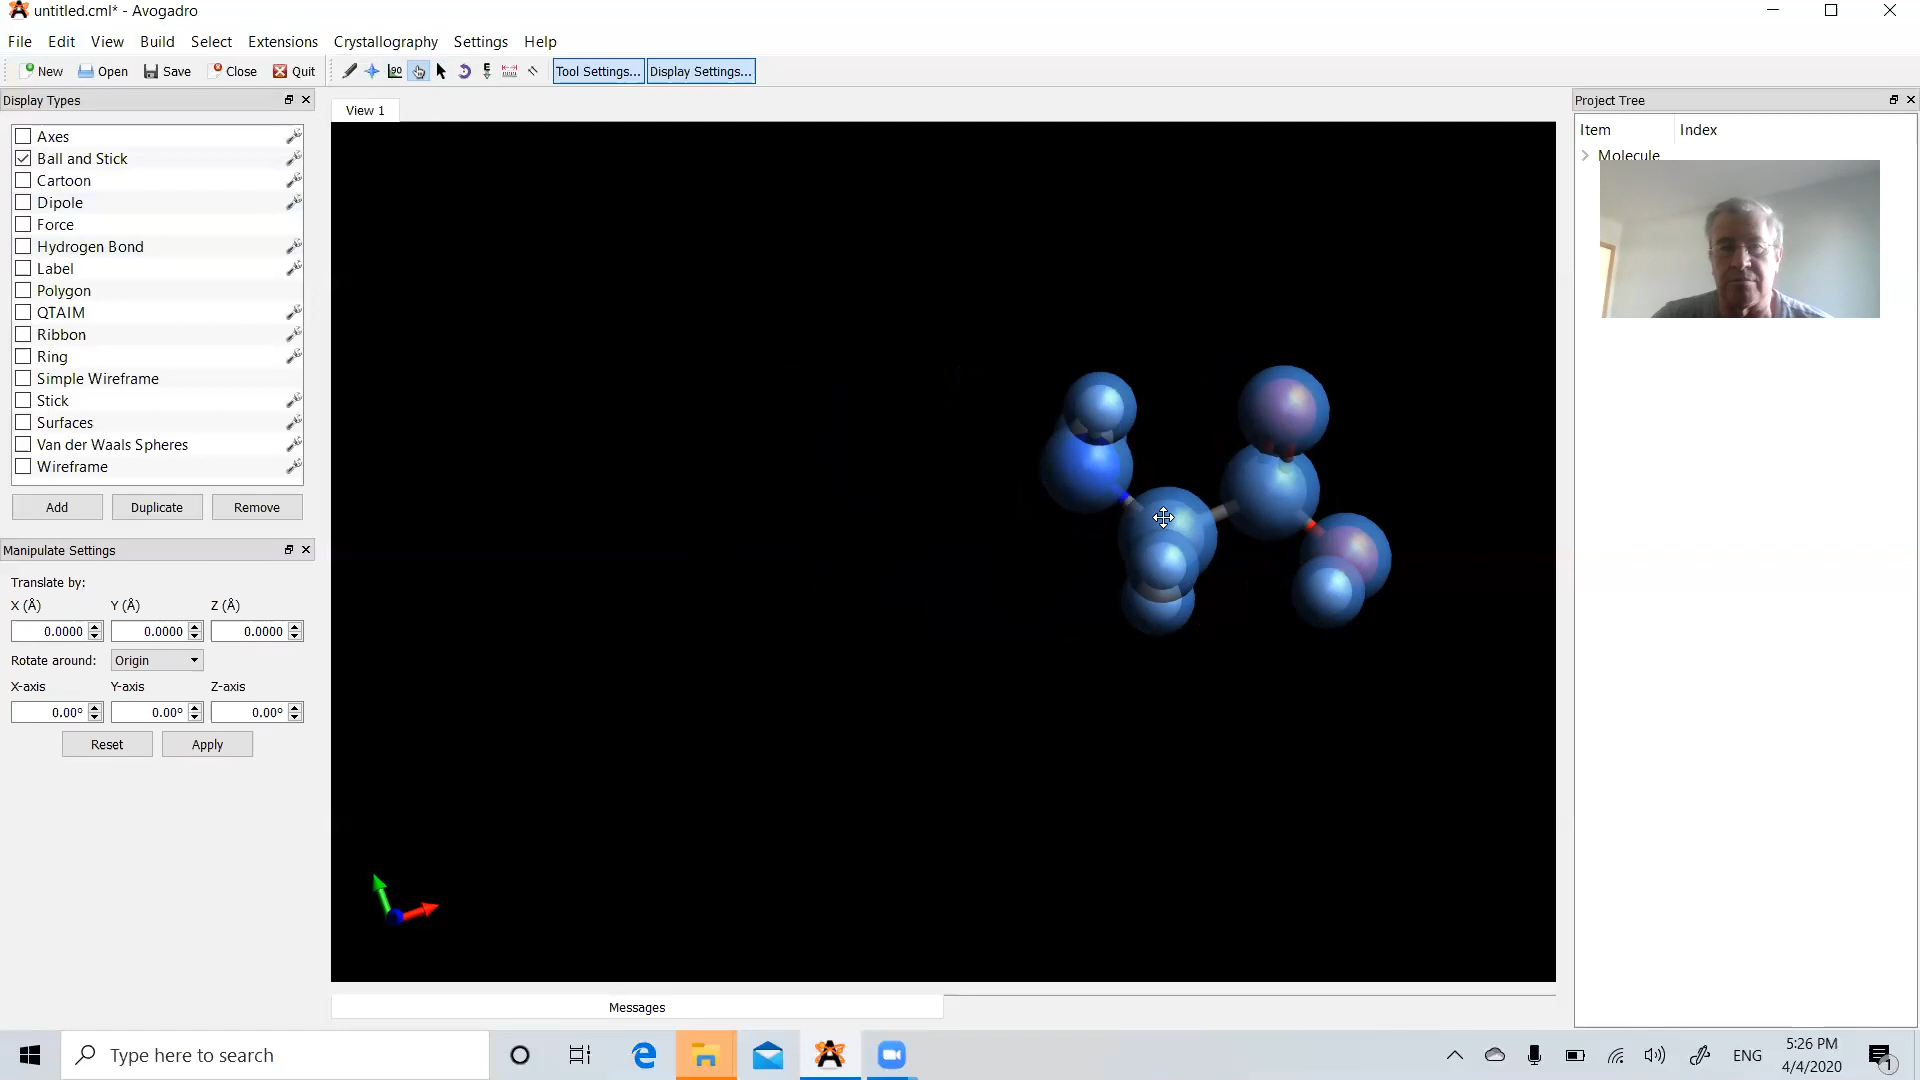 untitled.cml* - Avogadro
File Edit View Build Select Extensions Crystallography Settings Help
New Open Save Close Quit 90 E Tool Settings... Display Settings...
Display Types
Axes
Ball and Stick
Cartoon
Dipole
Force
Hydrogen Bond
Label
Polygon
QTAIM
Ribbon
Ring
Simple Wireframe
Stick
Surfaces
Van der Waals Spheres
Wireframe
Add Duplicate Remove
Manipulate Settings
Translate by:
X (Å) Y (Å) Z (Å)
0.0000 0.0000 0.0000
Rotate around: Origin
X-axis Y-axis Z-axis
0.00° 0.00° 0.00°
Reset Apply
View 1
Messages
Project Tree
Item Index
Molecule
Type here to search
ENG
5:26 PM
4/4/2020
1